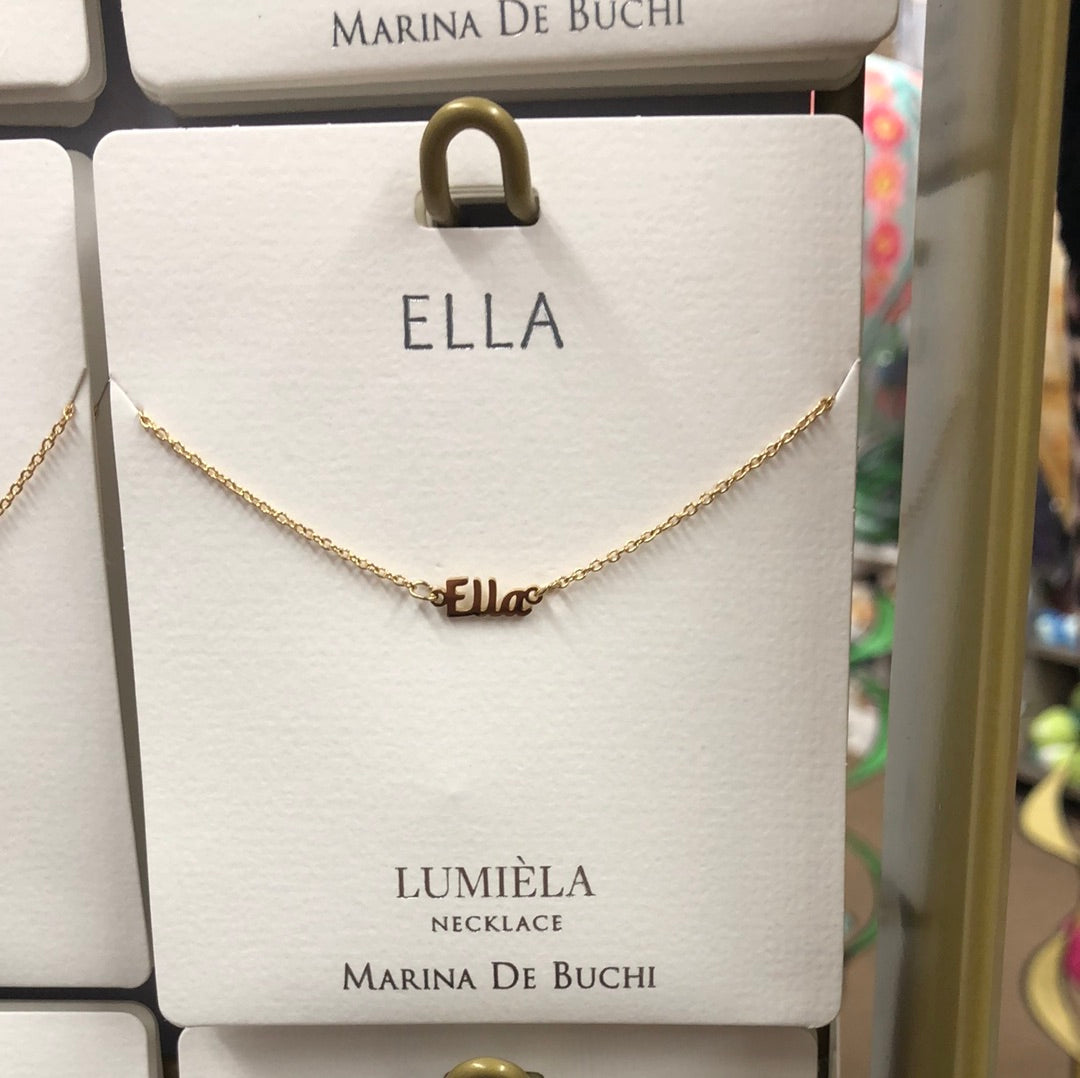 MARINA DE BUCHI
ELLA
Ella
LUMIÈLA
NECKLACE
MARINA DE BUCHI